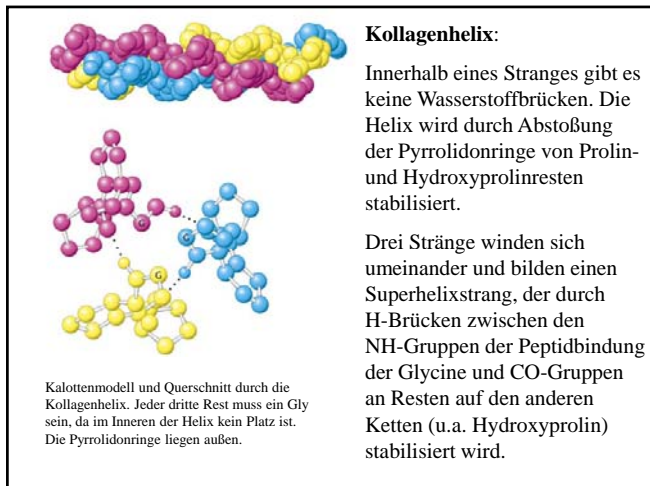 Kollagenhelix:
Innerhalb eines Stranges gibt es
keine Wasserstoffbrücken. Die
Helix wird durch Abstoßung
der Pyrrolidonringe von Prolin-
und Hydroxyprolinresten
stabilisiert.
Drei Stränge winden sich
umeinander und bilden einen
Superhelixstrang, der durch
H-Brücken zwischen den
NH-Gruppen der Peptidbindung
der Glycine und CO-Gruppen
an Resten auf den anderen
Ketten (u.a. Hydroxyprolin)
stabilisiert wird.
G
G
G
Kalottenmodell und Querschnitt durch die
Kollagenhelix. Jeder dritte Rest muss ein Gly
sein, da im Inneren der Helix kein Platz ist.
Die Pyrrolidonringe liegen außen.